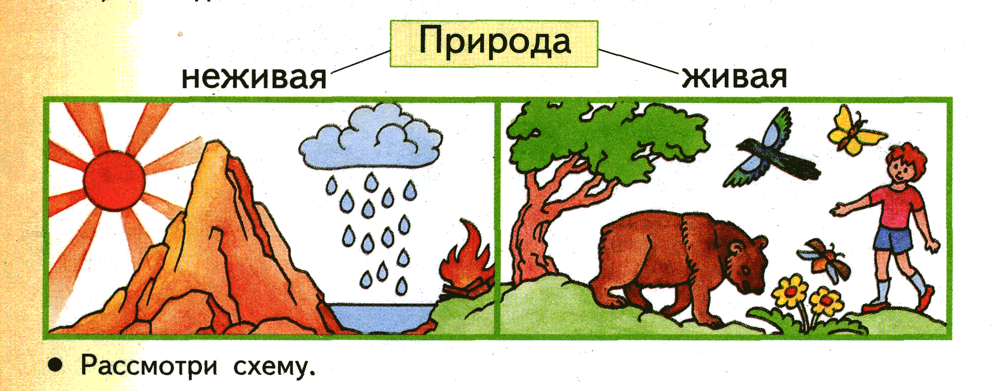 Природа
неживая
живая
Рассмотри схему.